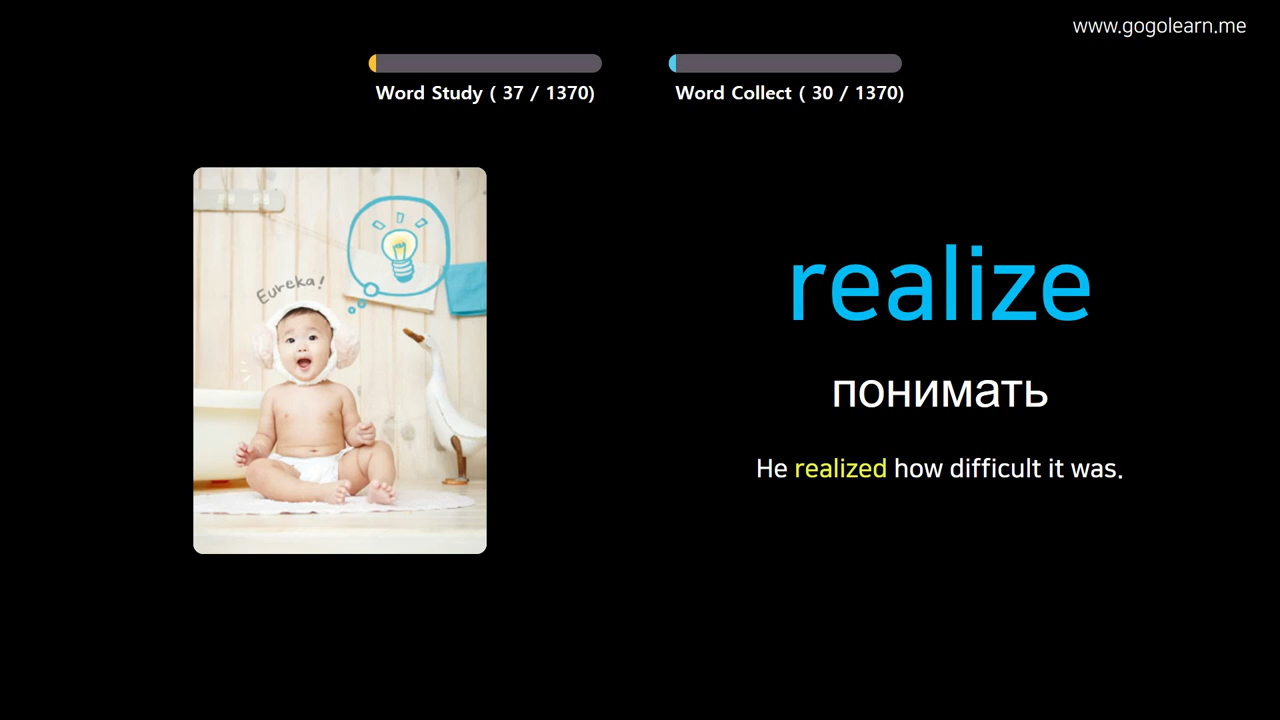 www.gogolearn.me
Word Study ( 37 / 1370)
Word Collect ( 30 / 1370)
Eureka!
realize
понимать
He realized how difficult it was.